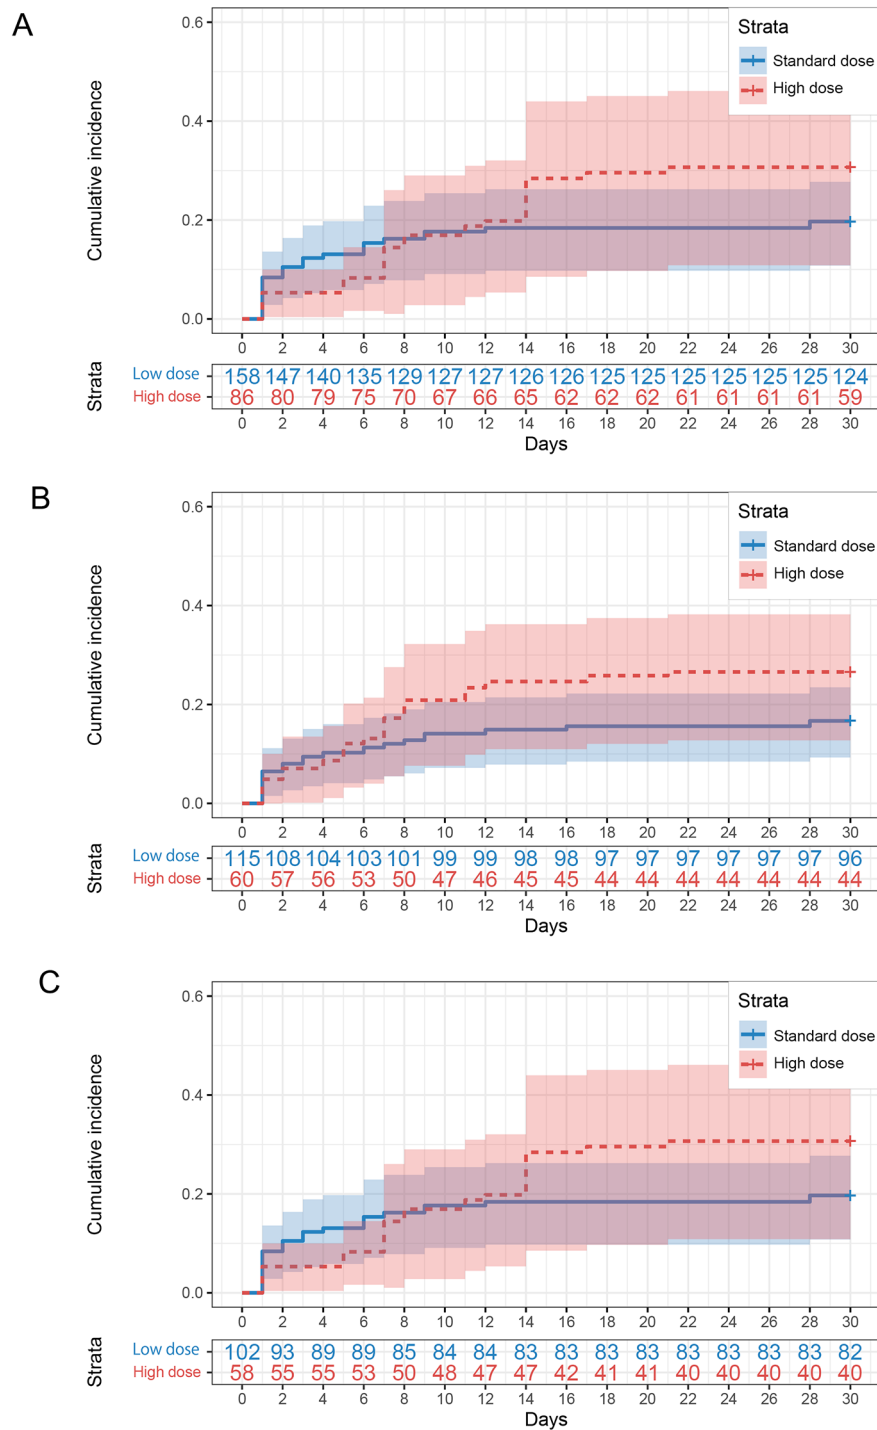 A
Strata
Standard dose
High dose
Cumulative incidence
0.6
0.4
0.2
0.0
0 2 4 6 8 10 12 14 16 18 20 22 24 26 28 30
Strata
Low dose 158 147 140 135 129 127 127 126 126 125 125 125 125 125 125 124
High dose 86 80 79 75 70 67 66 65 62 62 62 61 61 61 61 59
0 2 4 6 8 10 12 14 16 18 20 22 24 26 28 30
Days
B
Strata
Standard dose
High dose
Cumulative incidence
0.6
0.4
0.2
0.0
0 2 4 6 8 10 12 14 16 18 20 22 24 26 28 30
Strata
Low dose 115 108 104 103 101 99 99 98 98 97 97 97 97 97 97 96
High dose 60 57 56 53 50 47 46 45 45 44 44 44 44 44 44 44
0 2 4 6 8 10 12 14 16 18 20 22 24 26 28 30
Days
C
Strata
Standard dose
High dose
Cumulative incidence
0.6
0.4
0.2
0.0
0 2 4 6 8 10 12 14 16 18 20 22 24 26 28 30
Strata
Low dose 102 93 89 89 85 84 84 83 83 83 83 83 83 83 83 82
High dose 58 55 55 53 50 48 47 47 42 41 41 40 40 40 40 40
0 2 4 6 8 10 12 14 16 18 20 22 24 26 28 30
Days